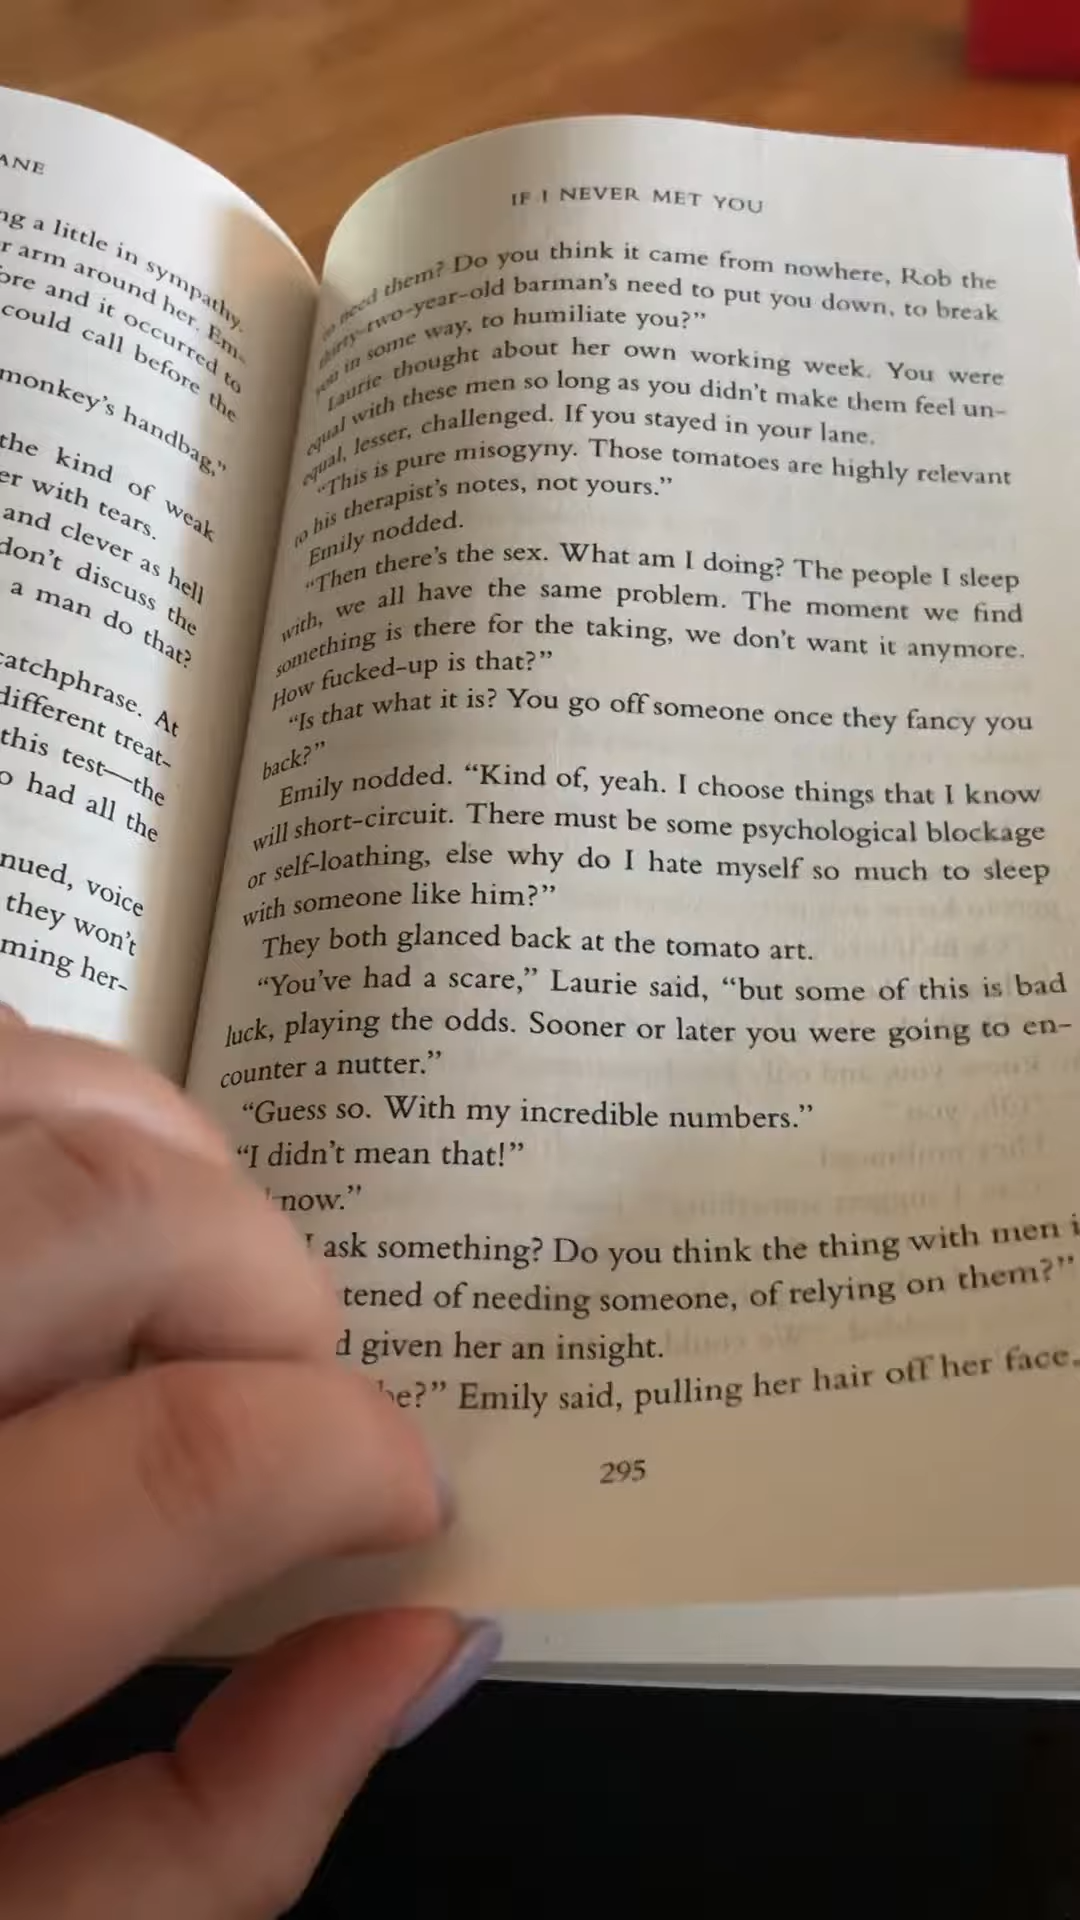 ANE
ng a little in sympathy.
r arm around her. Em-
ore and it occurred to
could call before the
monkey's handbag,"
the kind of weak
er with tears.
and clever as hell
don't discuss the
a man do that?
catchphrase. At
different treat-
this test—the
o had all the
nued, voice
they won't
ming her-
IF I NEVER MET YOU
to need them? Do you think it came from nowhere, Rob the
thirty-two-year-old barman's need to put you down, to break
you in some way, to humiliate you?"
Laurie thought about her own working week. You were
equal with these men so long as you didn't make them feel un-
equal, lesser, challenged. If you stayed in your lane.
"This is pure misogyny. Those tomatoes are highly relevant
to his therapist's notes, not yours."
Emily nodded.
"Then there's the sex. What am I doing? The people I sleep
with, we all have the same problem. The moment we find
something is there for the taking, we don't want it anymore.
How fucked-up is that?"
"Is that what it is? You go off someone once they fancy you
back?"
Emily nodded. "Kind of, yeah. I choose things that I know
will short-circuit. There must be some psychological blockage
or self-loathing, else why do I hate myself so much to sleep
with someone like him?"
They both glanced back at the tomato art.
"You've had a scare," Laurie said, "but some of this is bad
luck, playing the odds. Sooner or later you were going to en-
counter a nutter."
"Guess so. With my incredible numbers."
"I didn't mean that!"
now."
I ask something? Do you think the thing with men i
tened of needing someone, of relying on them?"
d given her an insight.
be?" Emily said, pulling her hair off her face.
295